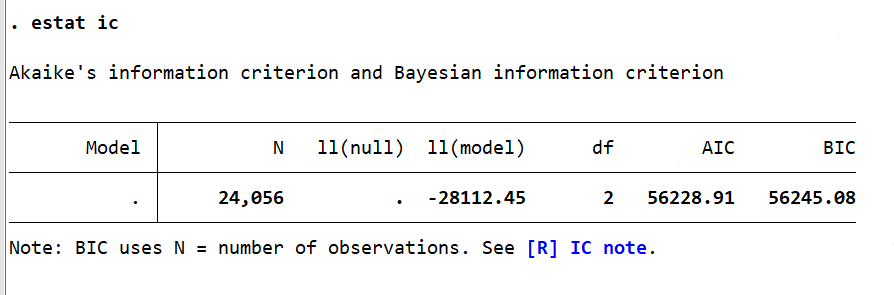 . estat ic
Akaike's information criterion and Bayesian information criterion
Model N ll(null) ll(model) df AIC BIC
. 24,056 . -28112.45 2 56228.91 56245.08
Note: BIC uses N = number of observations. See [R] IC note.